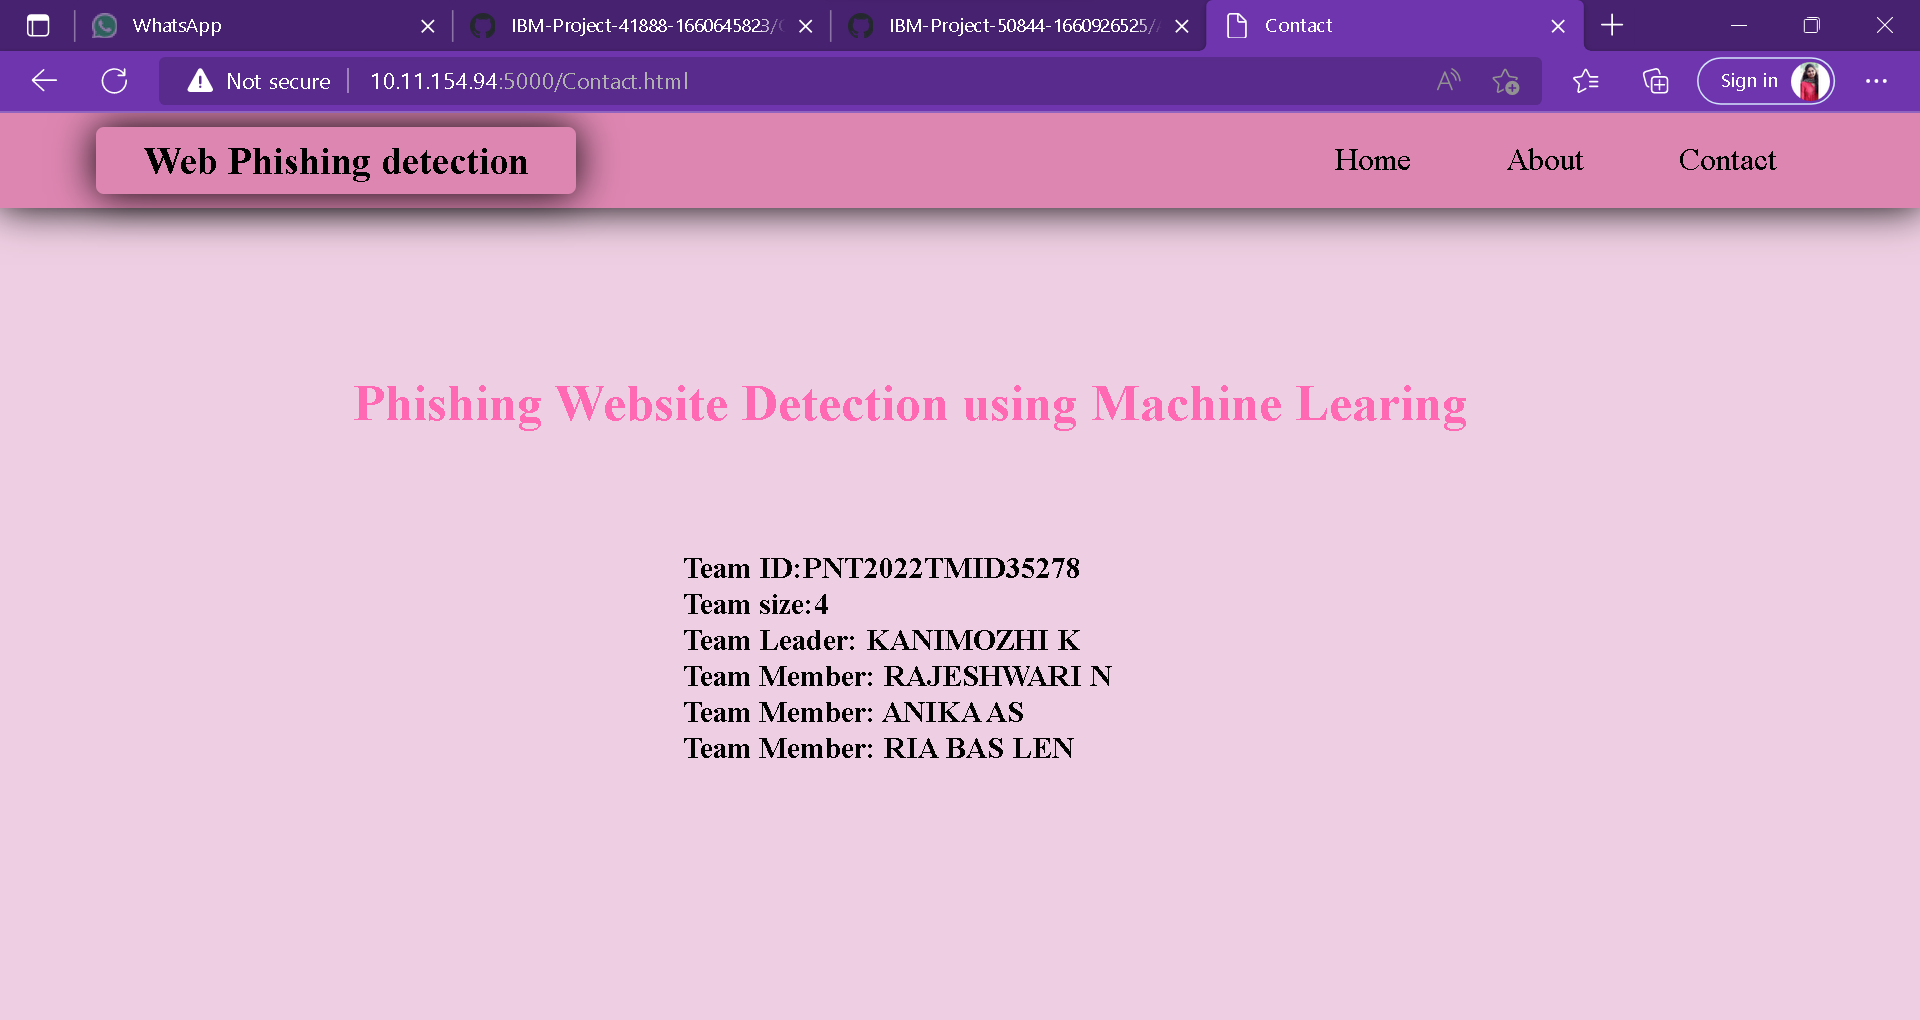 WhatsApp
IBM-Project-41888-1660645823/
IBM-Project-50844-1660926525/
Contact
Not secure
10.11.154.94:5000/Contact.html
Sign in
Web Phishing detection
Home
About
Contact
Phishing Website Detection using Machine Learing
Team ID:PNT2022TMID35278
Team size:4
Team Leader: KANIMOZHI K
Team Member: RAJESHWARI N
Team Member: ANIKA AS
Team Member: RIA BAS LEN